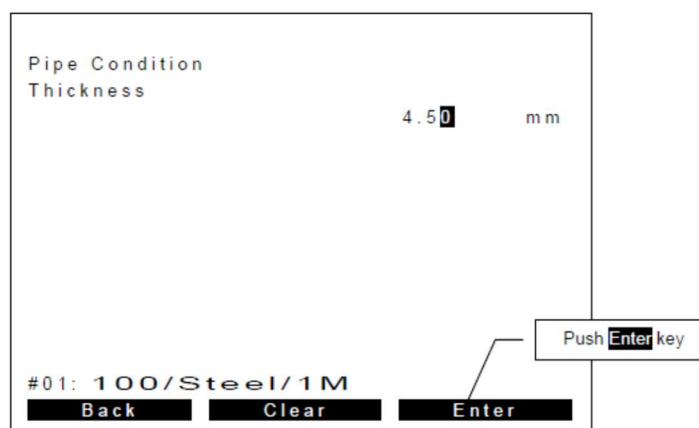 Pipe Condition
Thickness
4.50 mm
Push Enter key
#01: 100/Steel/1M
Back Clear Enter